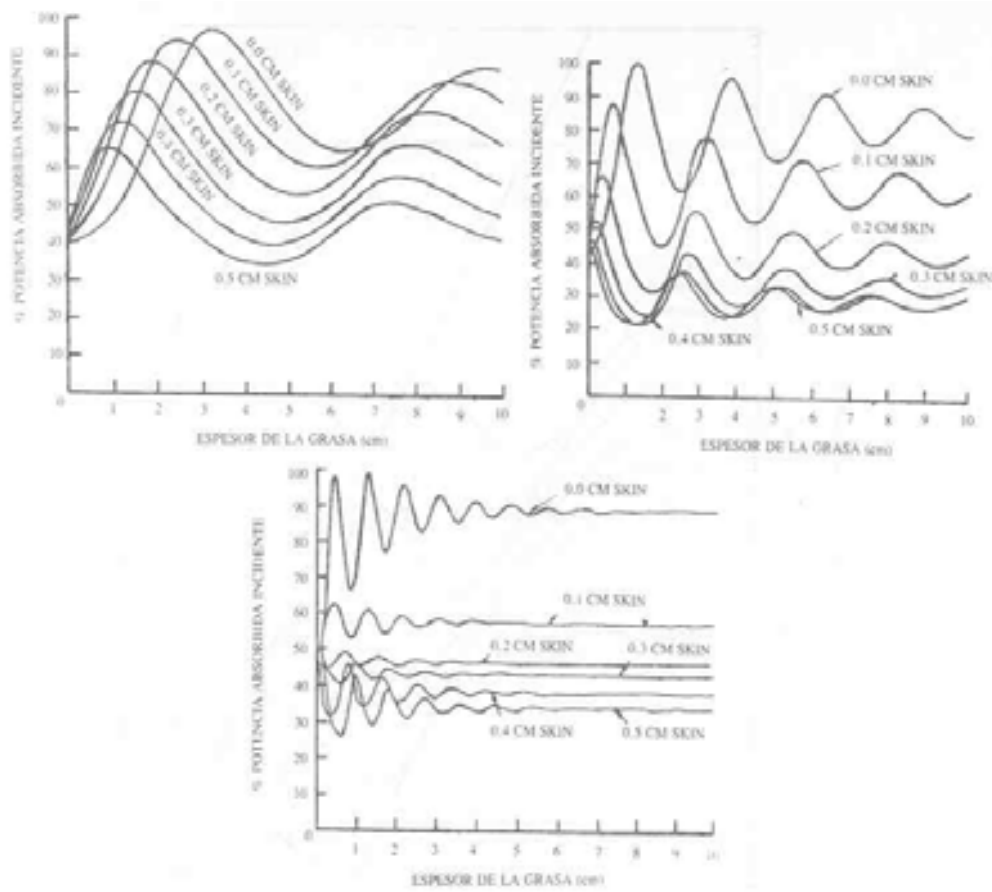 % POTENCIA ABSORBIDA INCIDENTE
100
90
80
70
60
50
40
30
20
10
0
0.0 CM SKIN
0.1 CM SKIN
0.2 CM SKIN
0.3 CM SKIN
0.4 CM SKIN
0.5 CM SKIN
1 2 3 4 5 6 7 8 9 10
ESPESOR DE LA GRASA (cm)
% POTENCIA ABSORBIDA INCIDENTE
100
90
80
70
60
50
40
30
20
10
0
0.0 CM SKIN
0.1 CM SKIN
0.2 CM SKIN
0.3 CM SKIN
0.4 CM SKIN
0.5 CM SKIN
2 3 4 5 6 7 8 9 10
ESPESOR DE LA GRASA (cm)
% POTENCIA ABSORBIDA INCIDENTE
100
90
80
70
60
50
40
30
20
10
0
0.0 CM SKIN
0.1 CM SKIN
0.2 CM SKIN
0.3 CM SKIN
0.4 CM SKIN
0.5 CM SKIN
1 2 3 4 5 6 7 8 9 10
ESPESOR DE LA GRASA (cm)